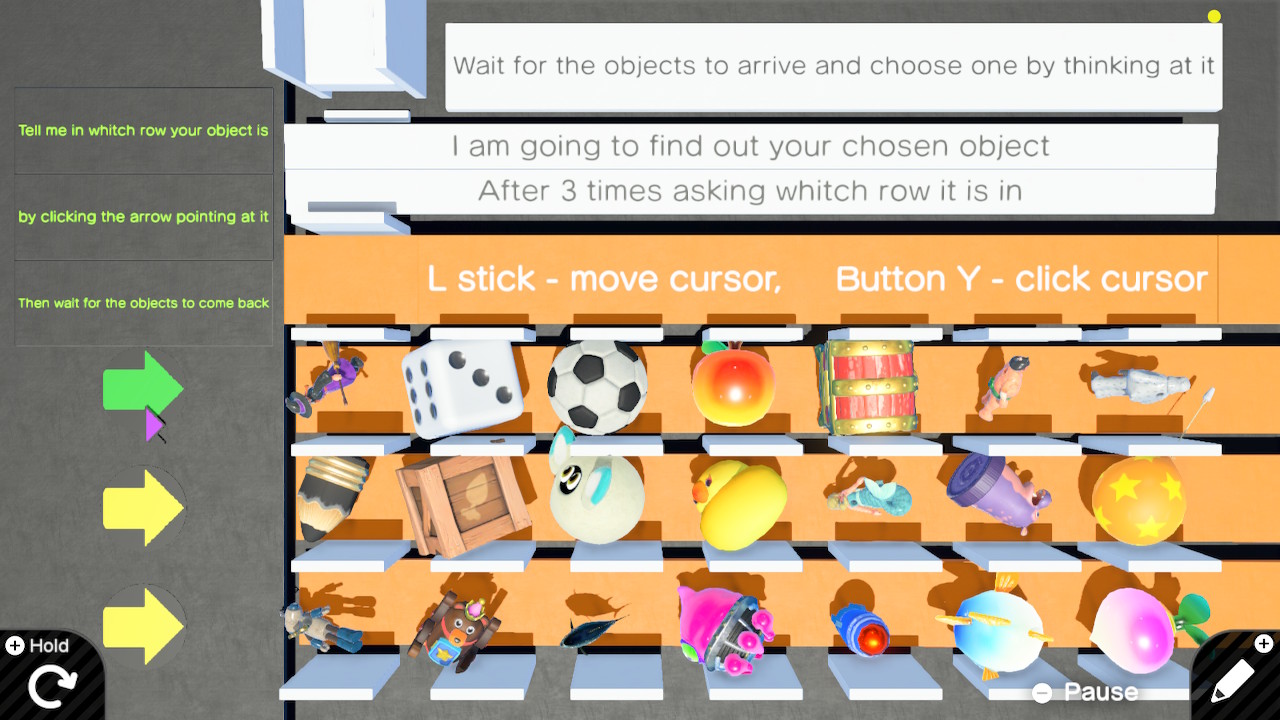 Wait for the objects to arrive and choose one by thinking at it
Tell me in whitch row your object is
I am going to find out your chosen object
After 3 times asking whitch row it is in
by clicking the arrow pointing at it
L stick - move cursor, Button Y - click cursor
Then wait for the objects to come back
Hold
Pause